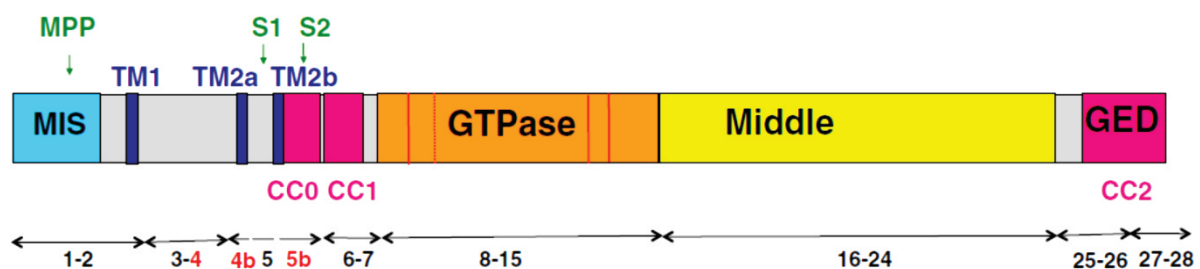 MPP S1 S2
TM1 TM2a TM2b
MIS GTPase Middle GED
CC0 CC1 CC2
1-2 3-4 4b 5 5b 6-7 8-15 16-24 25-26 27-28